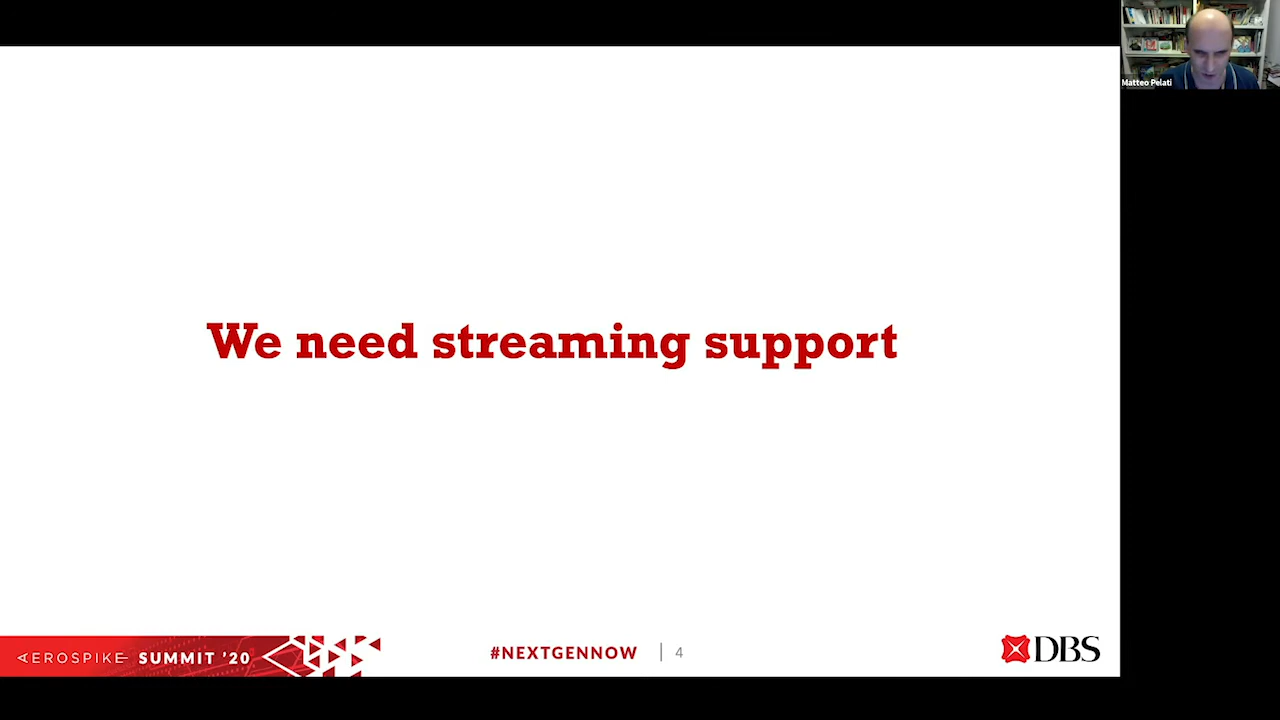 Matteo Pelati
We need streaming support
AEROSPIKE SUMMIT '20
#NEXTGENNOW | 4
DBS